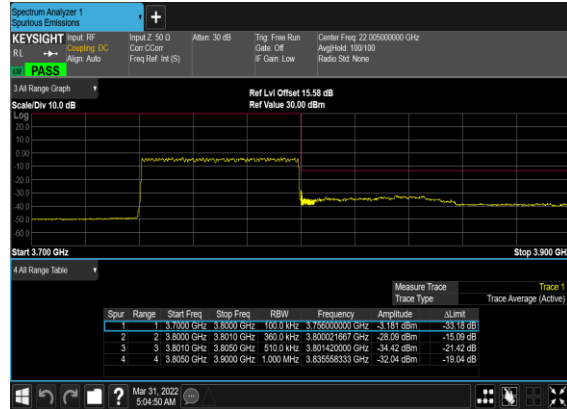 Spectrum Analyzer 1
Spurious Emissions
KEYSIGHT Input: RF Input Z: 50 Ω Atten: 30 dB Trig: Free Run Center Freq: 22.005000000 GHz
RL Coupling: DC Corr CCorr Gate: Off Avg|Hold: 100/100
Align: Auto Freq Ref: Int (S) IF Gain: Low Radio Std: None
PASS
3 All Range Graph Ref Lvl Offset 15.58 dB
Scale/Div 10.0 dB Ref Value 30.00 dBm
Log
20.0
10.0
0.00
-10.0
-20.0
-30.0
-40.0
-50.0
-60.0
Start 3.700 GHz Stop 3.900 GH
4 All Range Table
Measure Trace Trace 1
Trace Type Trace Average (Active)
Spur Range Start Freq Stop Freq RBW Frequency Amplitude ΔLimit
1 1 3.7000 GHz 3.8000 GHz 100.0 kHz 3.756000000 GHz -3.181 dBm -33.18 dB
2 2 3.8000 GHz 3.8010 GHz 360.0 kHz 3.800021667 GHz -28.09 dBm -15.09 dB
3 3 3.8010 GHz 3.8050 GHz 510.0 kHz 3.801420000 GHz -34.42 dBm -21.42 dB
4 4 3.8050 GHz 3.9000 GHz 1.000 MHz 3.835558333 GHz -32.04 dBm -19.04 dB
? Mar 31, 2022
5:04:50 AM